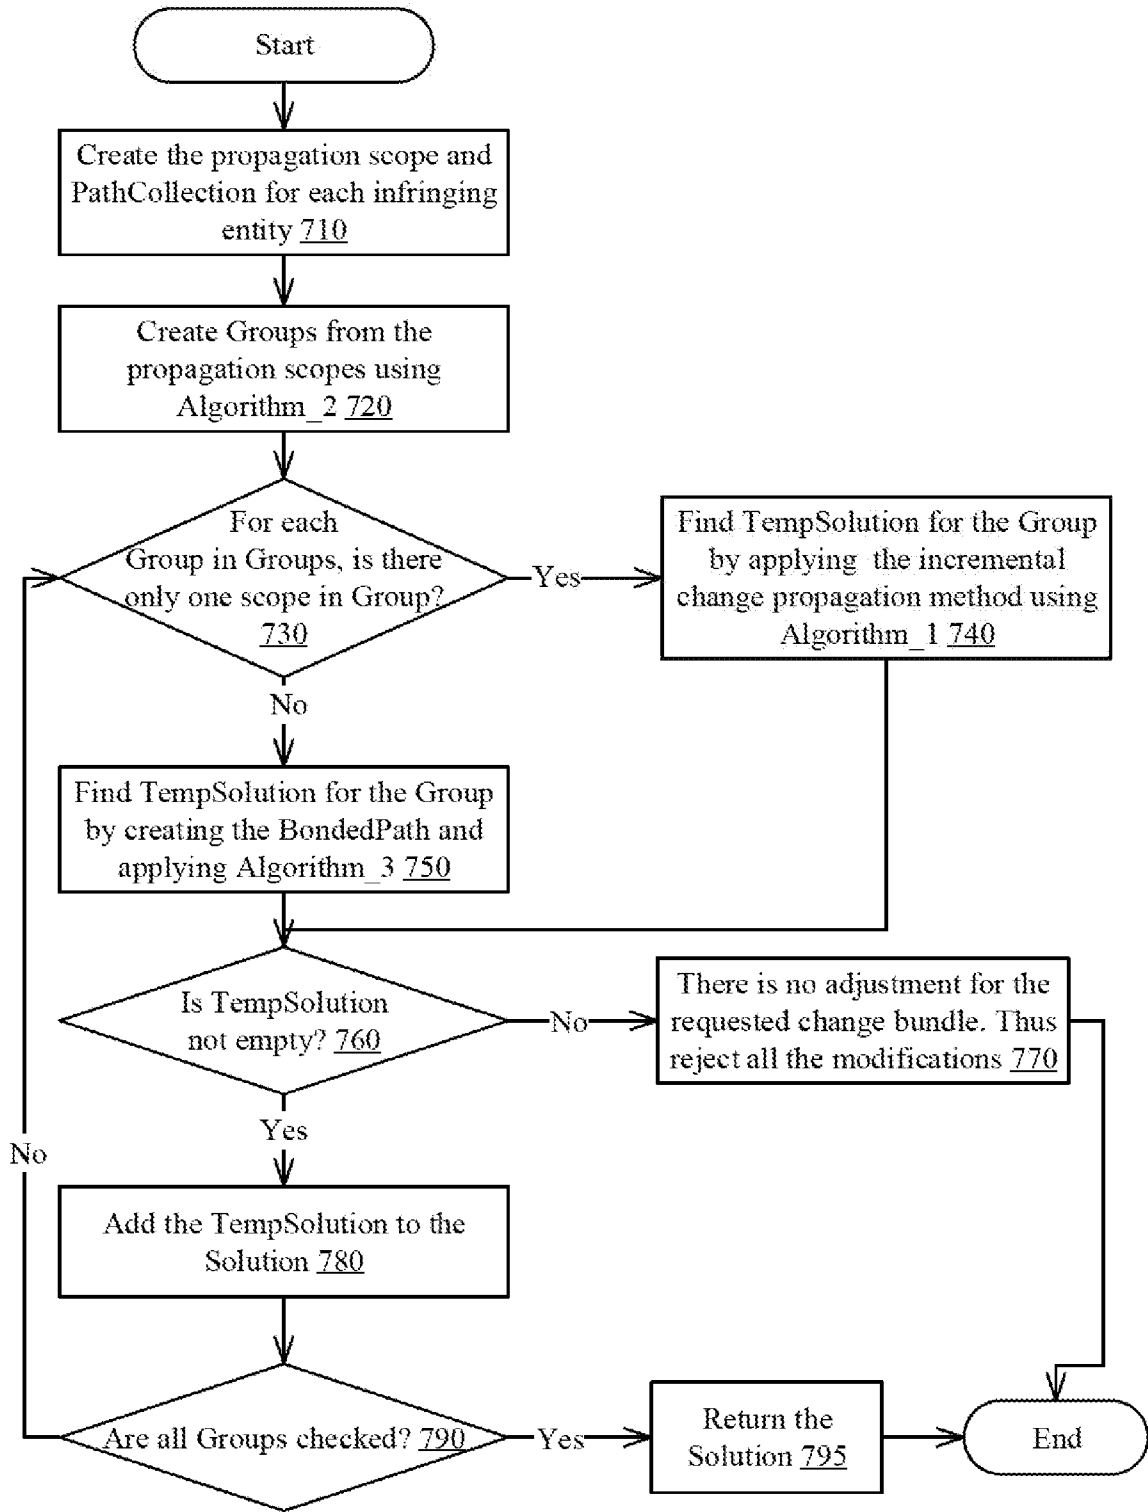 Start
Create the propagation scope and
PathCollection for each infringing
entity 710
Create Groups from the
propagation scopes using
Algorithm_2 720
For each
Group in Groups, is there
only one scope in Group?
730
Yes
Find TempSolution for the Group
by applying the incremental
change propagation method using
Algorithm_1 740
No
Find TempSolution for the Group
by creating the BondedPath and
applying Algorithm_3 750
Is TempSolution
not empty? 760
No
There is no adjustment for the
requested change bundle. Thus
reject all the modifications 770
Yes
No
Add the TempSolution to the
Solution 780
Are all Groups checked? 790
Yes
Return the
Solution 795
End